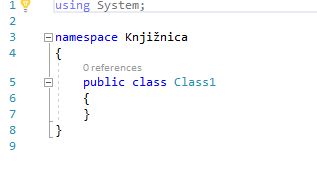 1 using System;
2
3 namespace Knjižnica
4 {
0 references
5 public class Class1
6 {
7 }
8 }
9